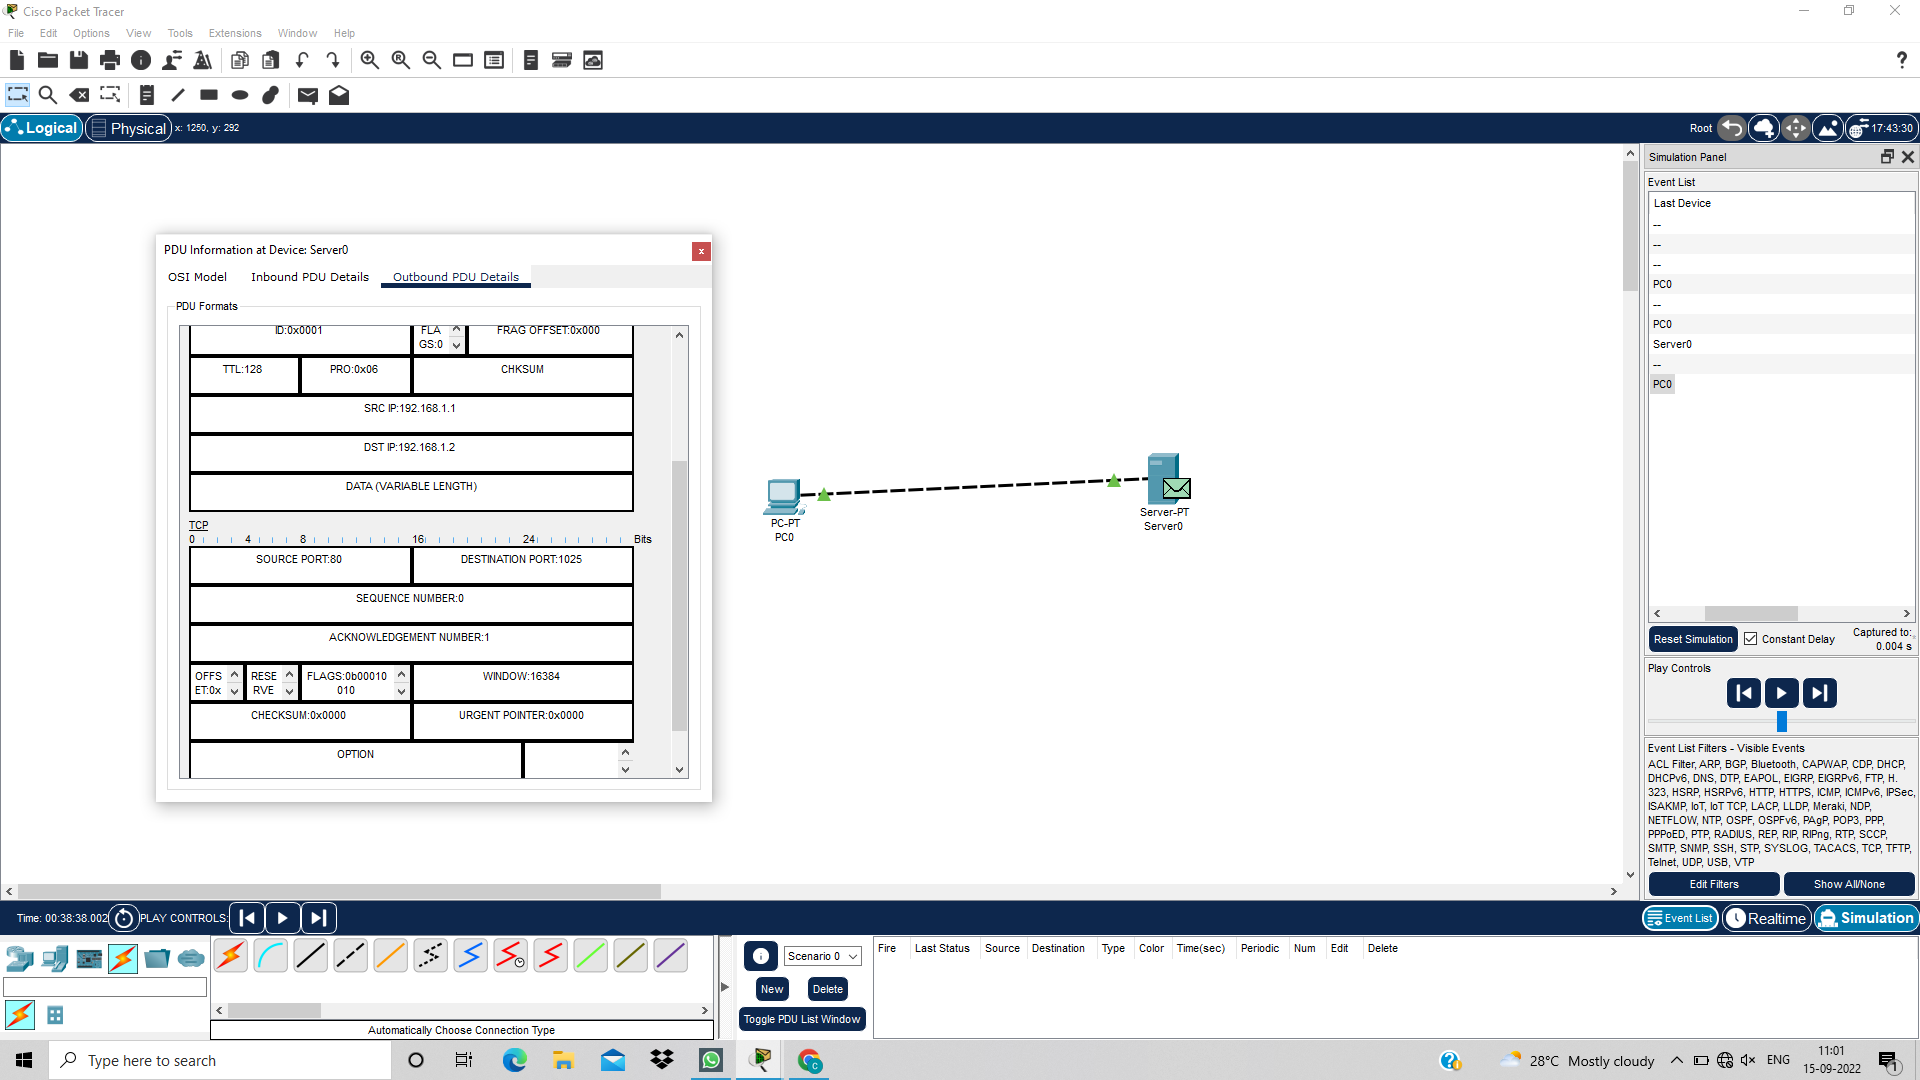 Cisco Packet Tracer
File Edit Options View Tools Extensions Window Help
Logical Physical x: 1250, y: 292 Root 17:43:30
Simulation Panel
Event List
Last Device
--
--
--
PC0
--
PC0
Server0
--
PC0
Reset Simulation Constant Delay Captured to:
0.004 s
Play Controls
Event List Filters - Visible Events
ACL Filter, ARP, BGP, Bluetooth, CAPWAP, CDP, DHCP,
DHCPv6, DNS, DTP, EAPOL, EIGRP, EIGRPv6, FTP, H.
323, HSRP, HSRPv6, HTTP, HTTPS, ICMP, ICMPv6, IPSec,
ISAKMP, IoT, IoT TCP, LACP, LLDP, Meraki, NDP,
NETFLOW, NTP, OSPF, OSPFv6, PAgP, POP3, PPP,
PPPoED, PTP, RADIUS, REP, RIP, RIPng, RTP, SCCP,
SMTP, SNMP, SSH, STP, SYSLOG, TACACS, TCP, TFTP,
Telnet, UDP, USB, VTP
Edit Filters Show All/None
PDU Information at Device: Server0
x
OSI Model Inbound PDU Details Outbound PDU Details
PDU Formats
ID:0x0001 FLA
GS:0 FRAG OFFSET:0x000
TTL:128 PRO:0x06 CHKSUM
SRC IP:192.168.1.1
DST IP:192.168.1.2
DATA (VARIABLE LENGTH)
TCP
0 4 8 16 24 Bits
SOURCE PORT:80 DESTINATION PORT:1025
SEQUENCE NUMBER:0
ACKNOWLEDGEMENT NUMBER:1
OFFS
ET:0x RESE
RVE FLAGS:0b00010
010 WINDOW:16384
CHECKSUM:0x0000 URGENT POINTER:0x0000
OPTION
PC-PT
PC0
Server-PT
Server0
Time: 00:38:38.002 PLAY CONTROLS: Event List Realtime Simulation
Automatically Choose Connection Type
Scenario 0
New Delete
Toggle PDU List Window
Fire Last Status Source Destination Type Color Time(sec) Periodic Num Edit Delete
Type here to search
28°C Mostly cloudy ENG 11:01
15-09-2022
1